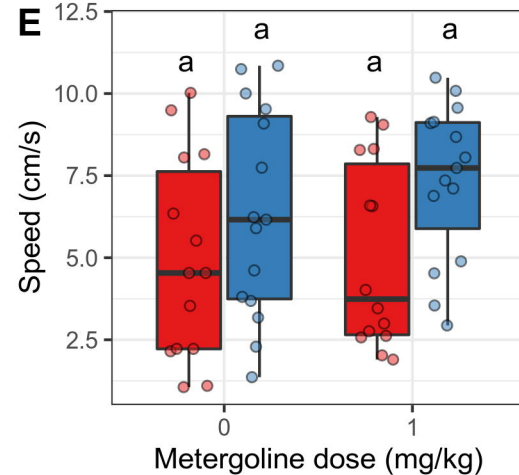 E
12.5
a
a
a
a
10.0
7.5
5.0
2.5
Speed (cm/s)
0
1
Metergoline dose (mg/kg)